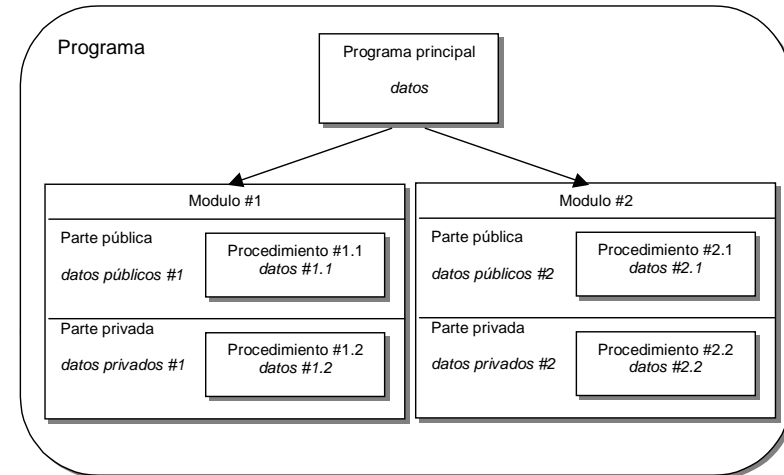 Programa
Programa principal
datos
Modulo #1
Parte pública
datos públicos #1
Procedimiento #1.1
datos #1.1
Parte privada
datos privados #1
Procedimiento #1.2
datos #1.2
Modulo #2
Parte pública
datos públicos #2
Procedimiento #2.1
datos #2.1
Parte privada
datos privados #2
Procedimiento #2.2
datos #2.2